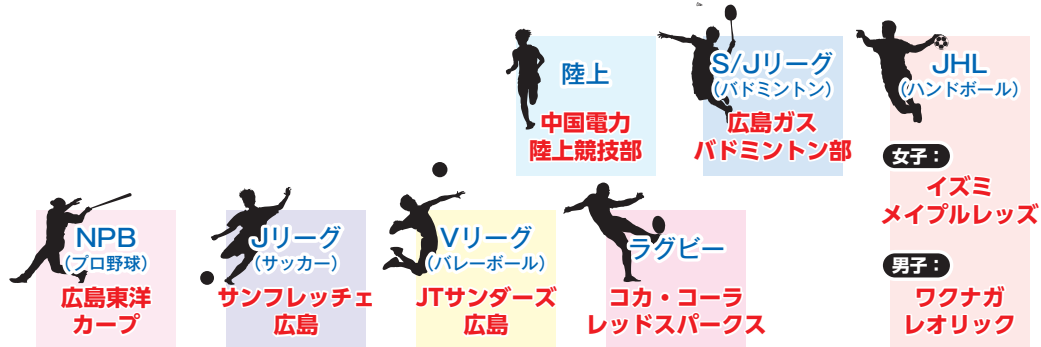 陸上
中国電力
陸上競技部
S/Jリーグ
(バドミントン)
広島ガス
バドミントン部
JHL
(ハンドボール)
女子：
イズミ
メイプルレッズ
男子：
ワクナガ
レオリック
NPB
(プロ野球)
広島東洋
カープ
Jリーグ
(サッカー)
サンフレッチェ
広島
Vリーグ
(バレーボール)
JTサンダーズ
広島
ラグビー
コカ・コーラ
レッドスパークス